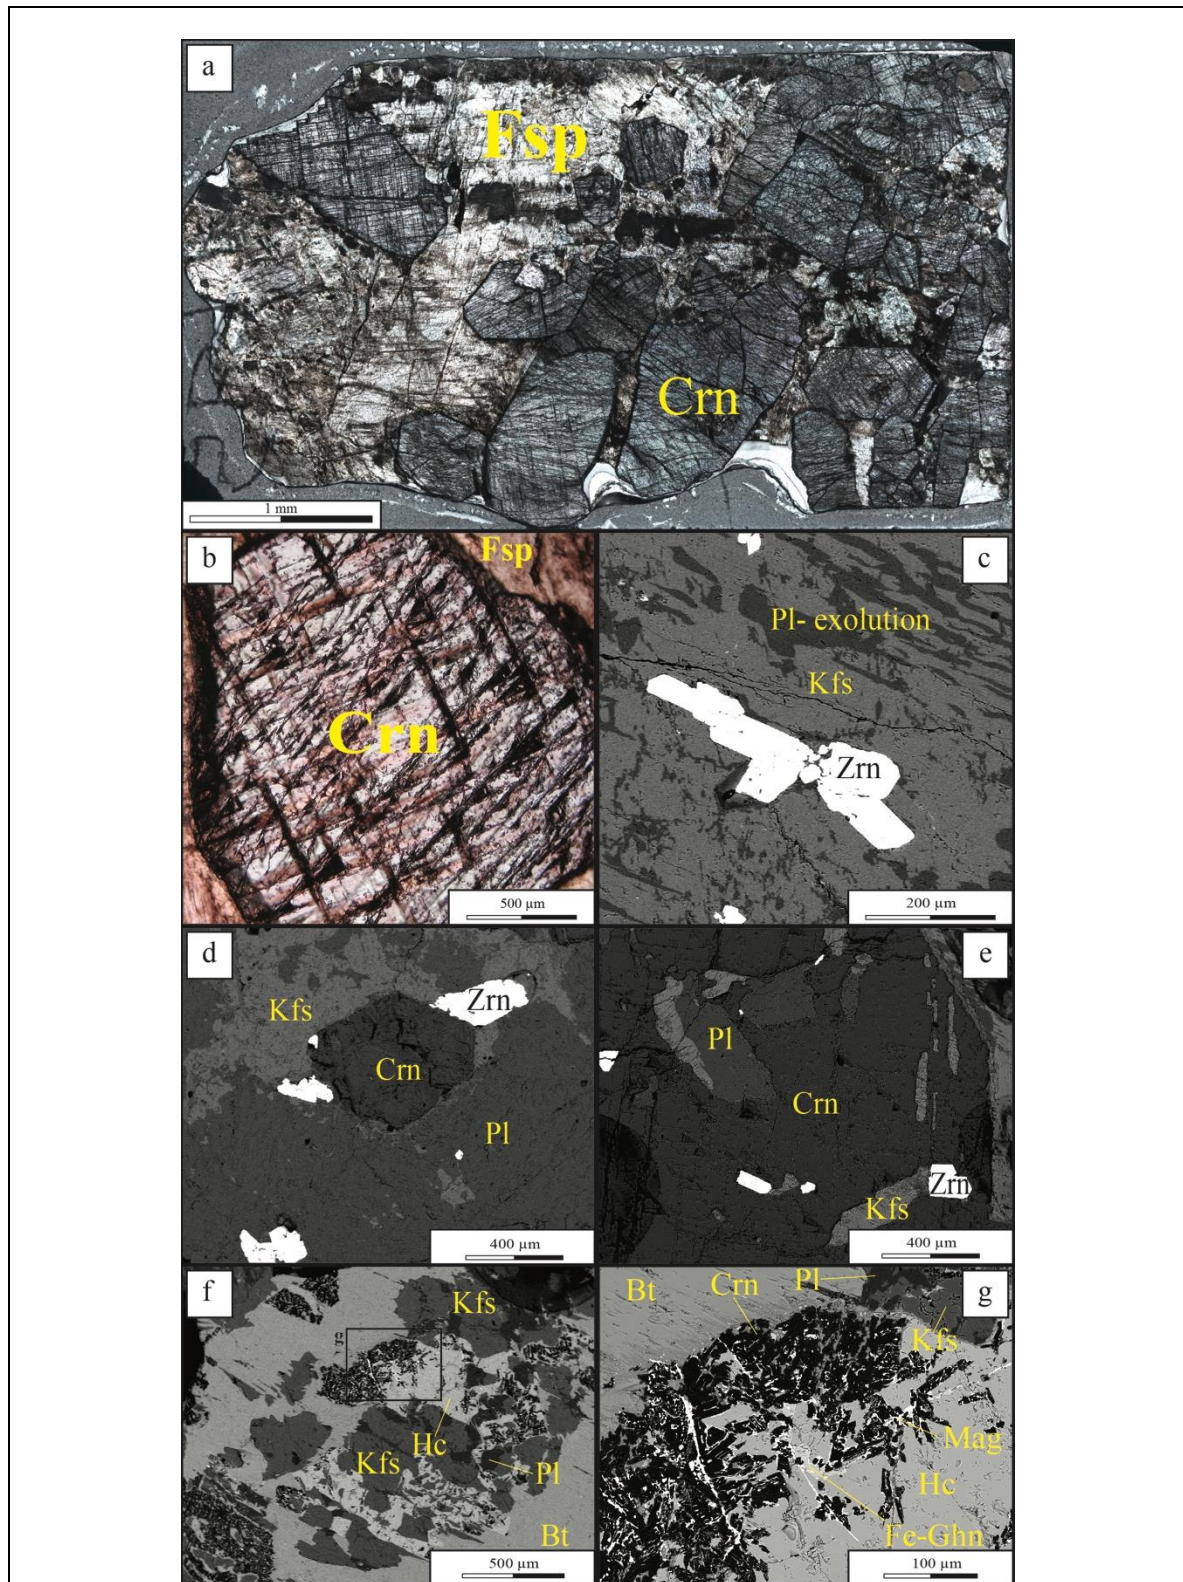 a
Fsp
Crn
1 mm
b
Fsp
Crn
500 µm
c
Pl- exolution
Kfs
Zrn
200 µm
d
Kfs
Zrn
Crn
Pl
400 µm
e
Pl
Crn
Zrn
Kfs
400 µm
f
Kfs
g
Hc
Kfs
Pl
Bt
500 µm
g
Pl
Crn
Bt
Kfs
Mag
Hc
Fe-Ghn
100 µm